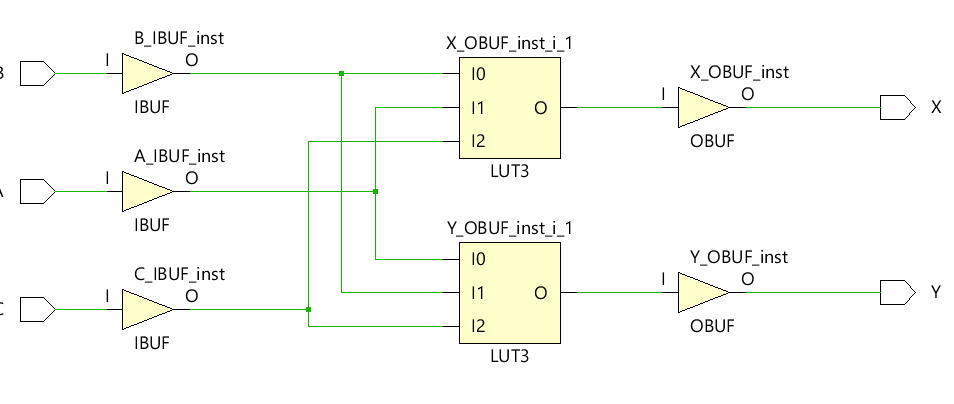 B_IBUF_inst
B
I
O
IBUF
X_OBUF_inst_i_1
I0
I1
I2
O
LUT3
X_OBUF_inst
I
O
OBUF
X
A_IBUF_inst
I
O
IBUF
Y_OBUF_inst_i_1
I0
I1
I2
O
LUT3
Y_OBUF_inst
I
O
OBUF
Y
C_IBUF_inst
I
O
IBUF